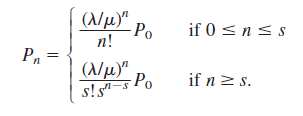 P_n = { (λ/μ)^n / n! P_0 if 0 ≤ n ≤ s
(λ/μ)^n / s! s^{n−s} P_0 if n ≥ s.